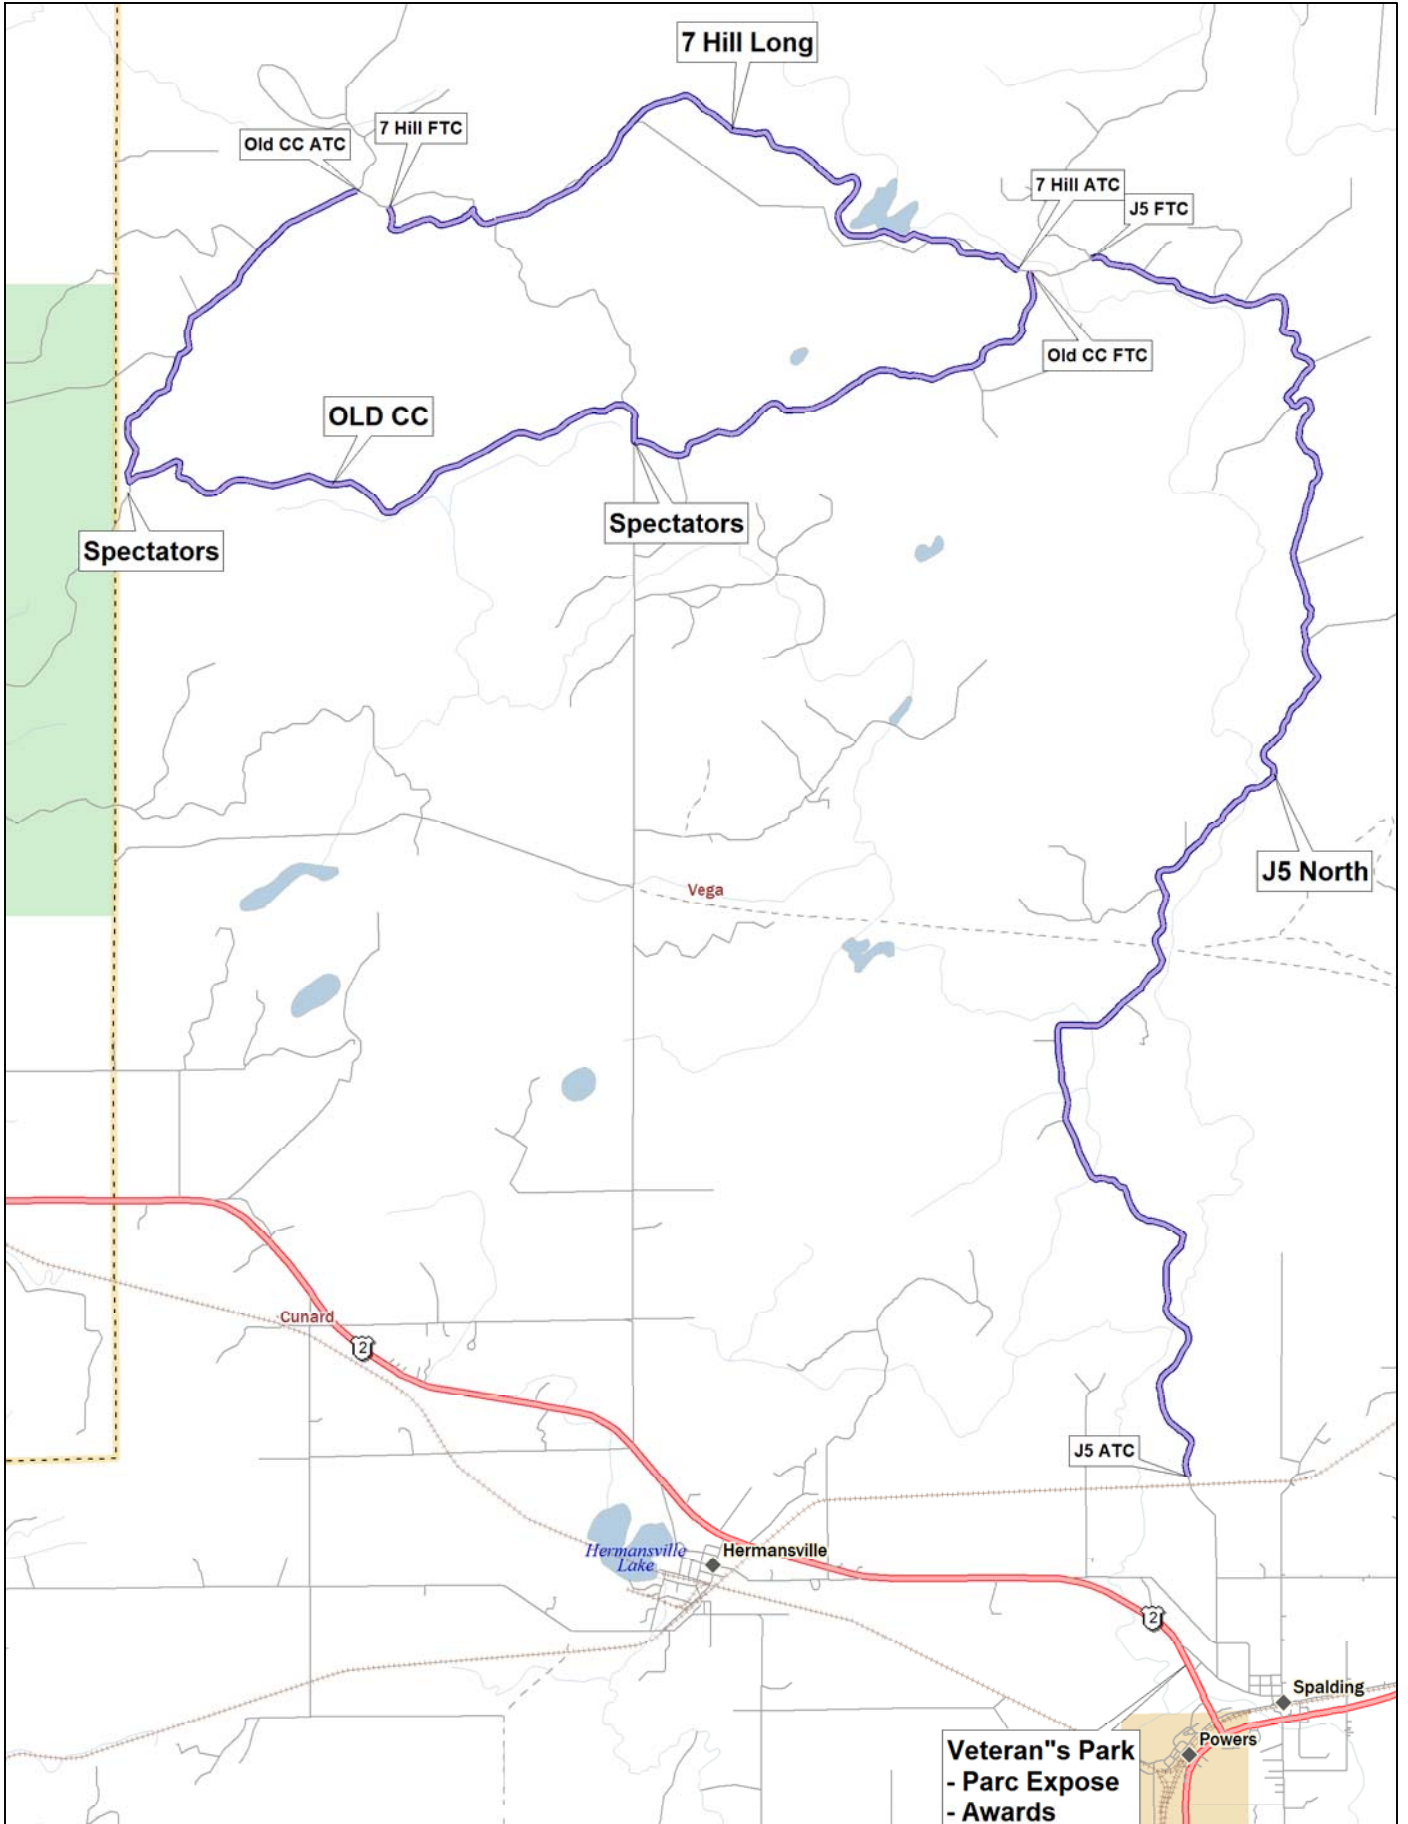 7 Hill Long
7 Hill FTC
Old CC ATC
7 Hill ATC
J5 FTC
Old CC FTC
OLD CC
Spectators
Spectators
J5 North
Vega
Cunard
2
J5 ATC
Hermansville
Lake
Hermansville
2
Spalding
Powers
Veteran"s Park
- Parc Expose
- Awards